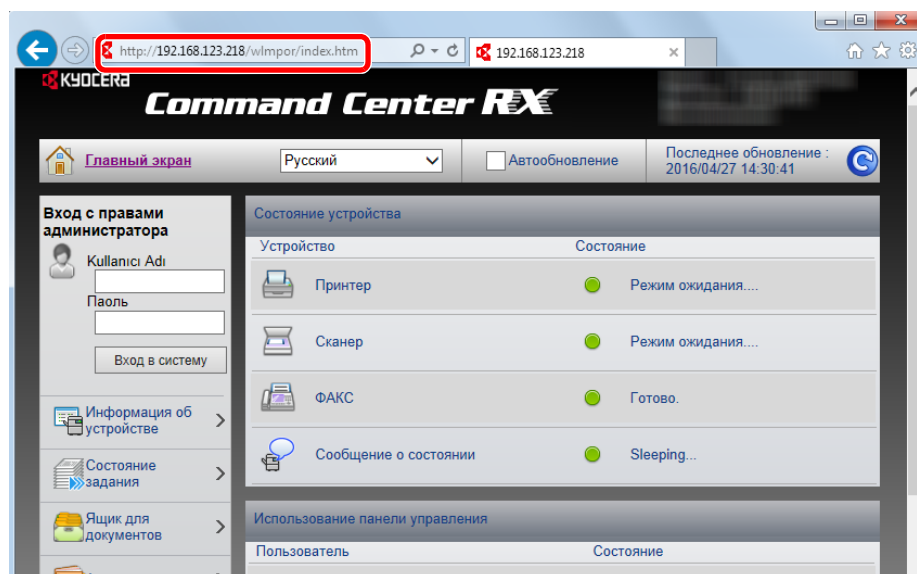 http://192.168.123.218/wlmpor/index.htm
192.168.123.218
KYOCERA
Command Center RX
Главный экран
Русский
Автообновление
Последнее обновление :
2016/04/27 14:30:41
Вход с правами
администратора
Kullanıcı Adı
Паоль
Вход в систему
Информация об
устройстве
Состояние
задания
Ящик для
документов
Состояние устройства
Устройство Состояние
Принтер Режим ожидания....
Сканер Режим ожидания....
ФАКС Готово.
Сообщение о состоянии Sleeping...
Использование панели управления
Пользователь Состояние